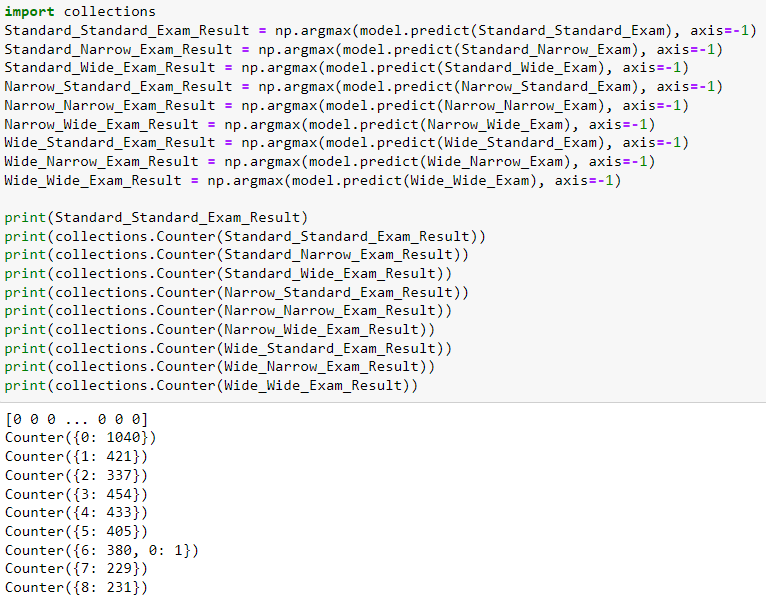 import collections
Standard_Standard_Exam_Result = np.argmax(model.predict(Standard_Standard_Exam), axis=-1)
Standard_Narrow_Exam_Result = np.argmax(model.predict(Standard_Narrow_Exam), axis=-1)
Standard_Wide_Exam_Result = np.argmax(model.predict(Standard_Wide_Exam), axis=-1)
Narrow_Standard_Exam_Result = np.argmax(model.predict(Narrow_Standard_Exam), axis=-1)
Narrow_Narrow_Exam_Result = np.argmax(model.predict(Narrow_Narrow_Exam), axis=-1)
Narrow_Wide_Exam_Result = np.argmax(model.predict(Narrow_Wide_Exam), axis=-1)
Wide_Standard_Exam_Result = np.argmax(model.predict(Wide_Standard_Exam), axis=-1)
Wide_Narrow_Exam_Result = np.argmax(model.predict(Wide_Narrow_Exam), axis=-1)
Wide_Wide_Exam_Result = np.argmax(model.predict(Wide_Wide_Exam), axis=-1)

print(Standard_Standard_Exam_Result)
print(collections.Counter(Standard_Standard_Exam_Result))
print(collections.Counter(Standard_Narrow_Exam_Result))
print(collections.Counter(Standard_Wide_Exam_Result))
print(collections.Counter(Narrow_Standard_Exam_Result))
print(collections.Counter(Narrow_Narrow_Exam_Result))
print(collections.Counter(Narrow_Wide_Exam_Result))
print(collections.Counter(Wide_Standard_Exam_Result))
print(collections.Counter(Wide_Narrow_Exam_Result))
print(collections.Counter(Wide_Wide_Exam_Result))

[0 0 0 ... 0 0 0]
Counter({0: 1040})
Counter({1: 421})
Counter({2: 337})
Counter({3: 454})
Counter({4: 433})
Counter({5: 405})
Counter({6: 380, 0: 1})
Counter({7: 229})
Counter({8: 231})